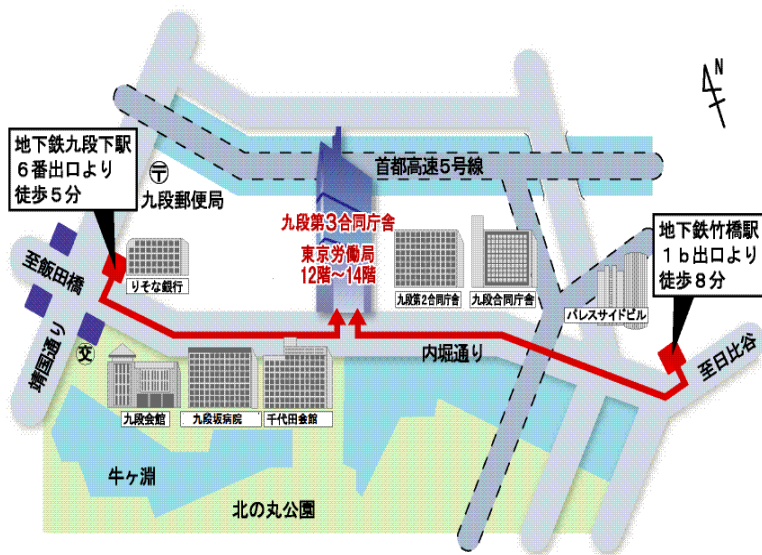 N
地下鉄九段下駅
６番出口より
徒歩５分
〒
九段郵便局
首都高速5号線
九段第3合同庁舎
東京労働局
12階～14階
地下鉄竹橋駅
１ｂ出口より
徒歩８分
至飯田橋
りそな銀行
九段第2合同庁舎
九段合同庁舎
パレスサイドビル
靖国通り
交
内堀通り
至日比谷
九段会館
九段坂病院
千代田会館
牛ヶ淵
北の丸公園